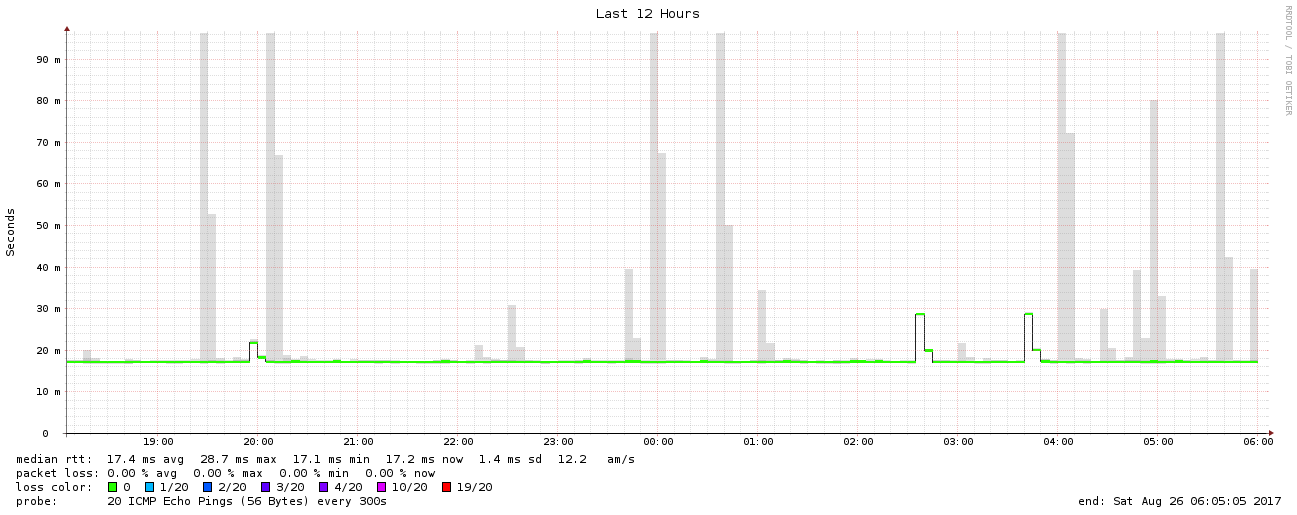 Last 12 Hours
RRDTOOL / TOBI OETIKER
Seconds
90 m
80 m
70 m
60 m
50 m
40 m
30 m
20 m
10 m
0
19:00 20:00 21:00 22:00 23:00 00:00 01:00 02:00 03:00 04:00 05:00 06:00
median rtt: 17.4 ms avg 28.7 ms max 17.1 ms min 17.2 ms now 1.4 ms sd 12.2 am/s
packet loss: 0.00 % avg 0.00 % max 0.00 % min 0.00 % now
loss color: 0 1/20 2/20 3/20 4/20 10/20 19/20
probe: 20 ICMP Echo Pings (56 Bytes) every 300s
end: Sat Aug 26 06:05:05 2017